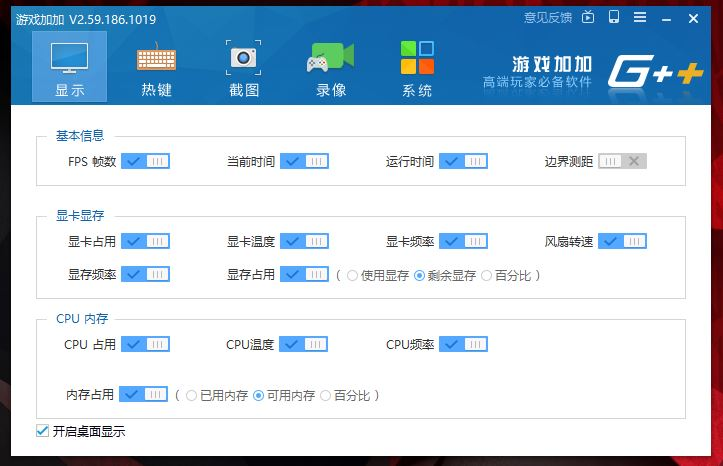 游戏加加 V2.59.186.1019 意见反馈
游戏加加 G++
高端玩家必备软件
显示 热键 截图 录像 系统
基本信息
FPS 帧数 当前时间 运行时间 边界测距
显卡显存
显卡占用 显卡温度 显卡频率 风扇转速
显存频率 显存占用 ( 使用显存 剩余显存 百分比 )
CPU 内存
CPU 占用 CPU温度 CPU频率
内存占用 ( 已用内存 可用内存 百分比 )
开启桌面显示